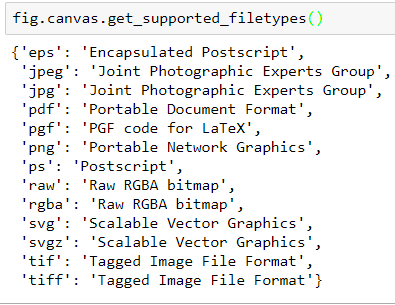 fig.canvas.get_supported_filetypes()
{'eps': 'Encapsulated Postscript',
 'jpeg': 'Joint Photographic Experts Group',
 'jpg': 'Joint Photographic Experts Group',
 'pdf': 'Portable Document Format',
 'pgf': 'PGF code for LaTeX',
 'png': 'Portable Network Graphics',
 'ps': 'Postscript',
 'raw': 'Raw RGBA bitmap',
 'rgba': 'Raw RGBA bitmap',
 'svg': 'Scalable Vector Graphics',
 'svgz': 'Scalable Vector Graphics',
 'tif': 'Tagged Image File Format',
 'tiff': 'Tagged Image File Format'}